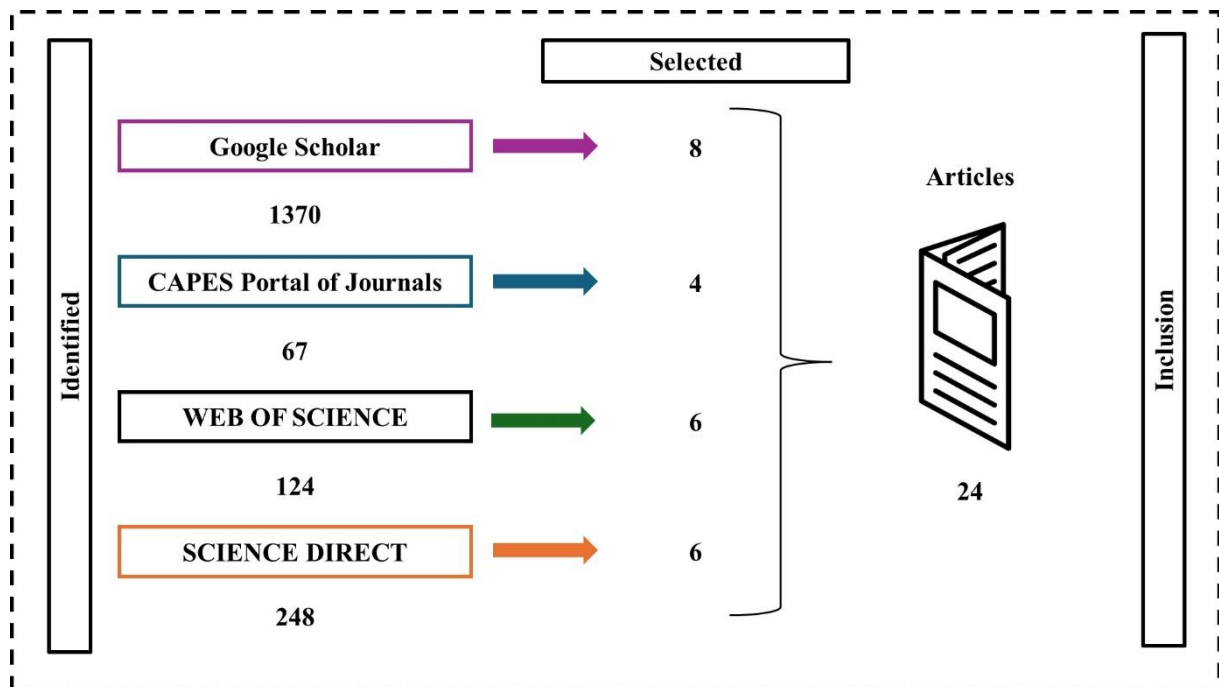 Identified
Selected
Google Scholar
8
1370
CAPES Portal of Journals
4
67
WEB OF SCIENCE
6
124
SCIENCE DIRECT
6
248
Articles
24
Inclusion